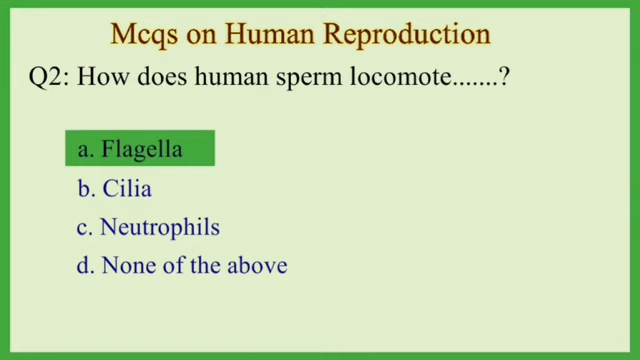 Mcqs on Human Reproduction
Q2: How does human sperm locomote.......?
a. Flagella
b. Cilia
c. Neutrophils
d. None of the above